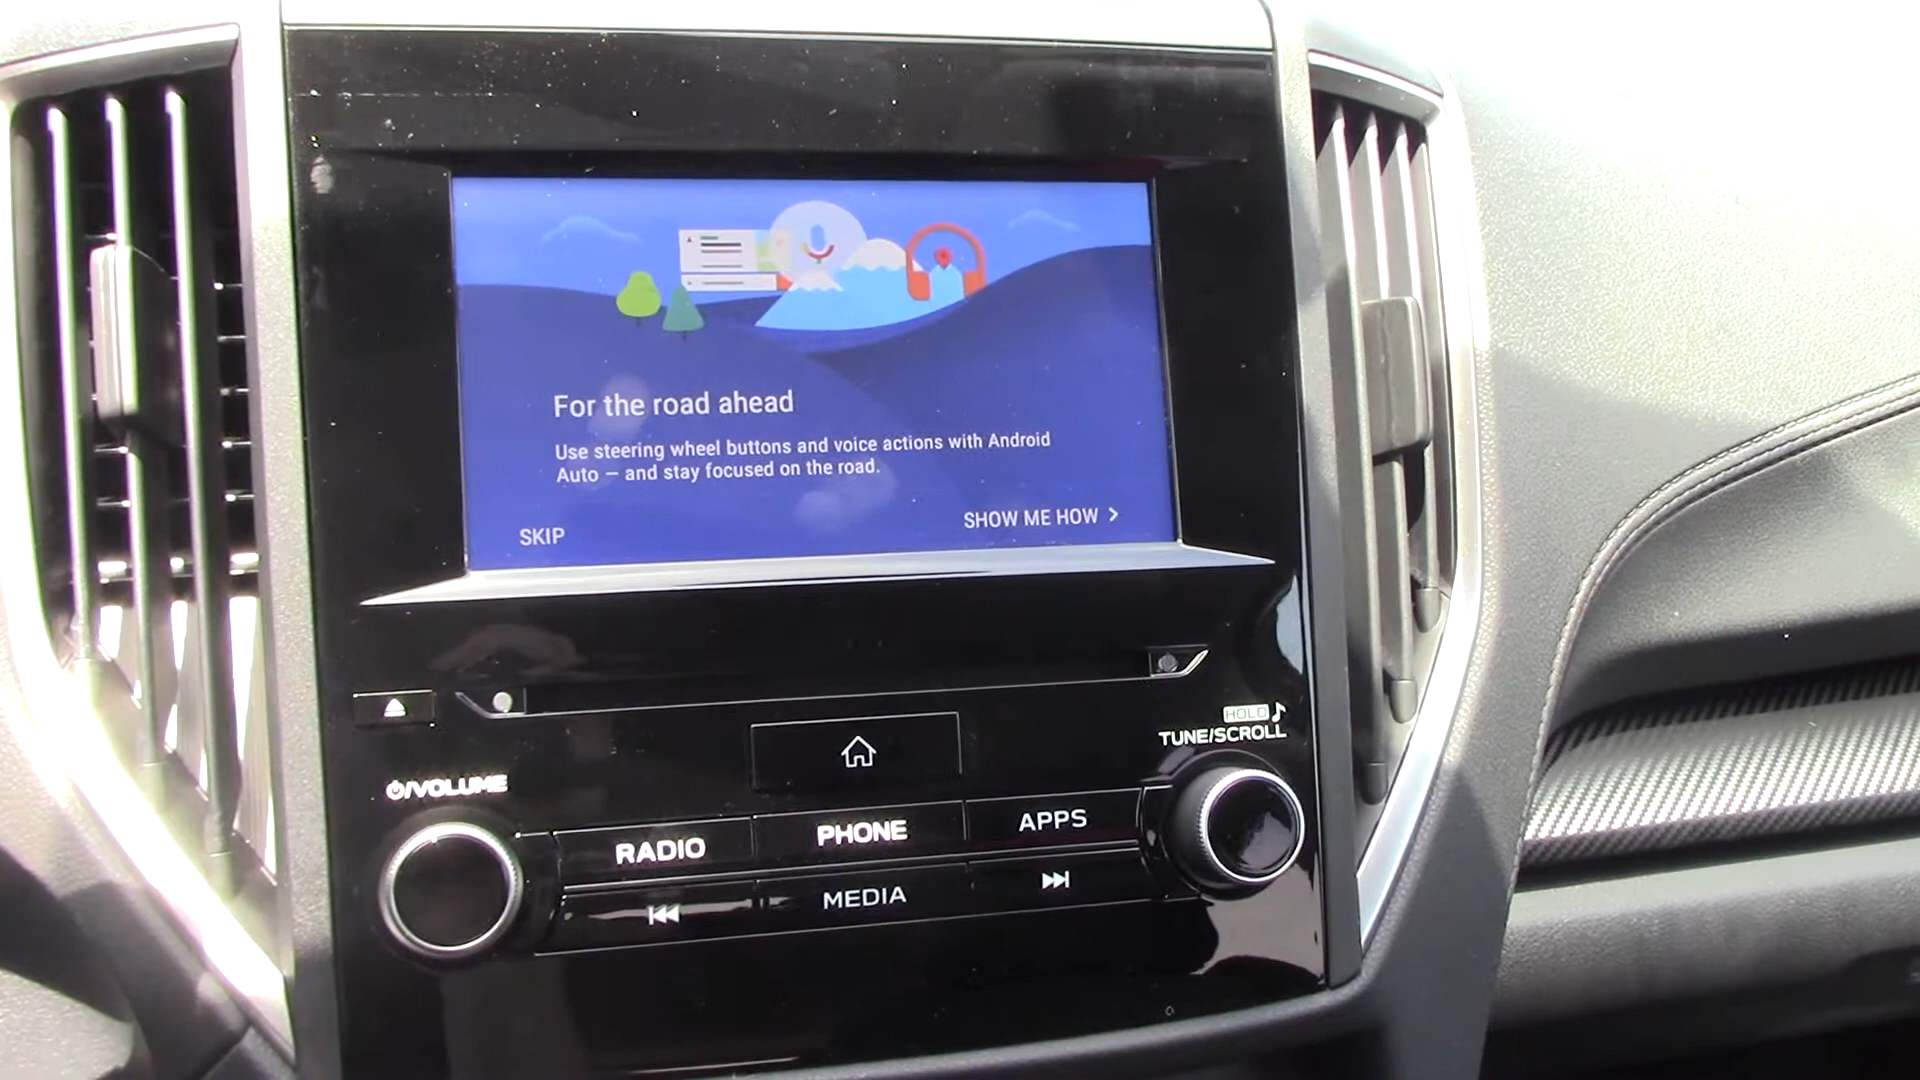 For the road ahead
Use steering wheel buttons and voice actions with Android
Auto — and stay focused on the road.
SKIP
SHOW ME HOW >
HOLD
TUNE/SCROLL
/VOLUME
RADIO
PHONE
APPS
MEDIA